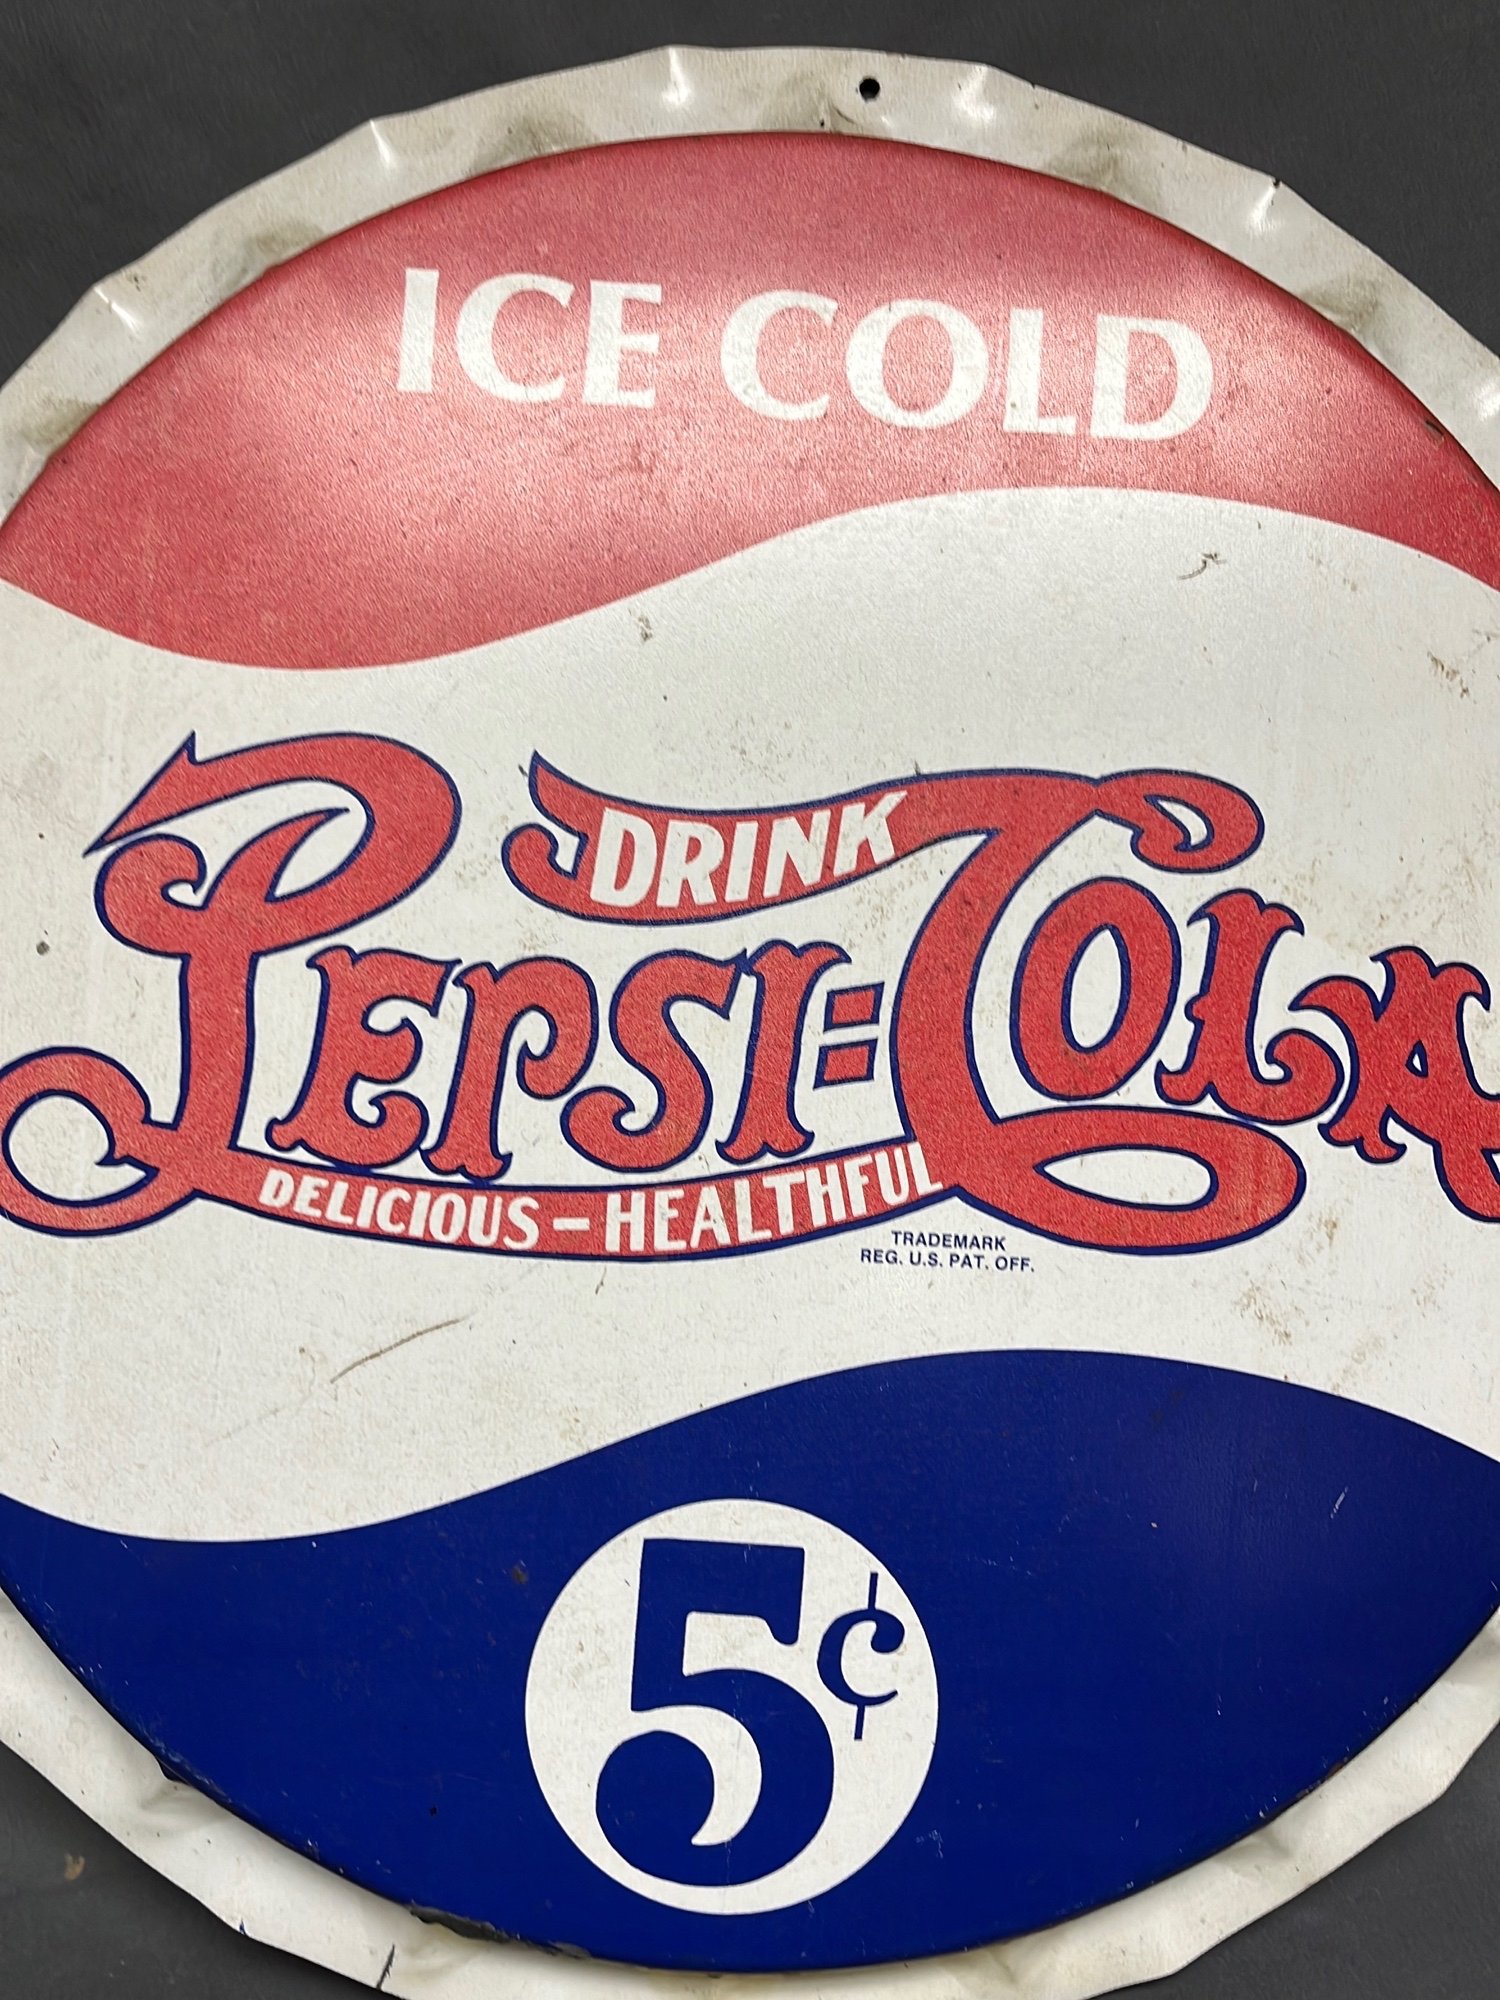 ICE COLD
DRINK
PEPSI=COLA
DELICIOUS-HEALTHFUL
TRADEMARK
REG. U.S. PAT. OFF.
5¢